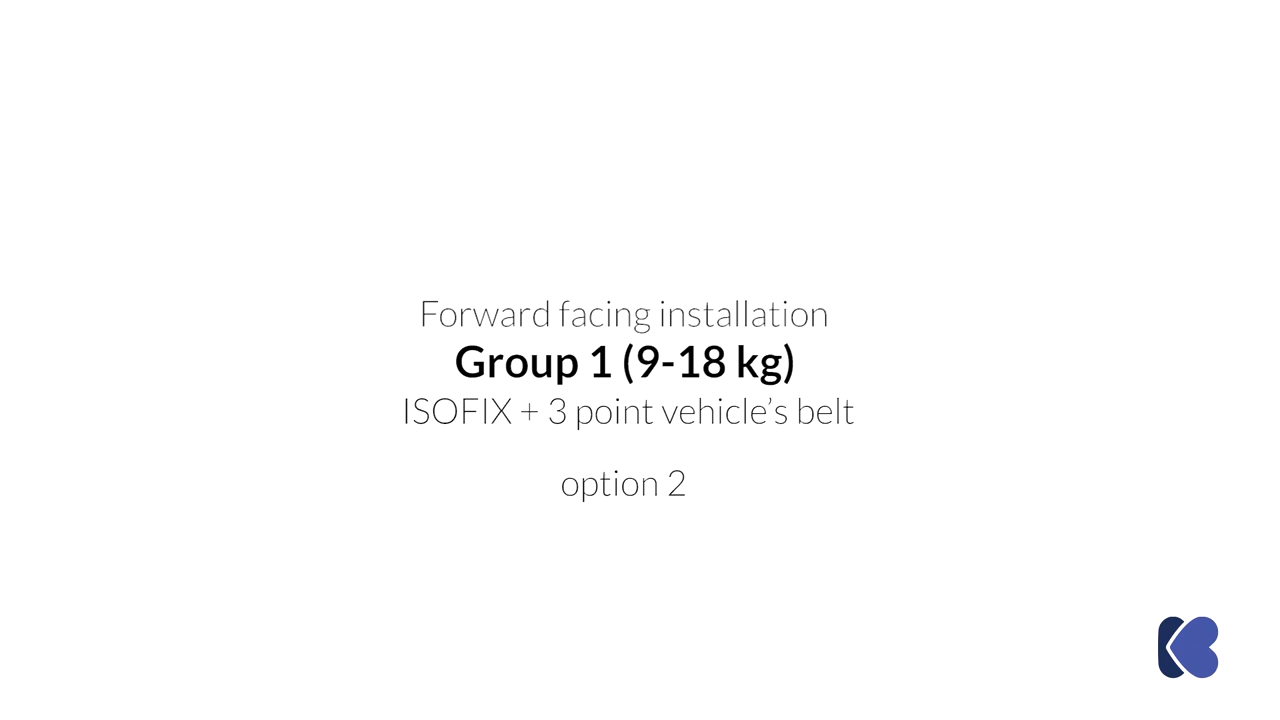 Forward facing installation
Group 1 (9-18 kg)
ISOFIX + 3 point vehicle’s belt
option 2